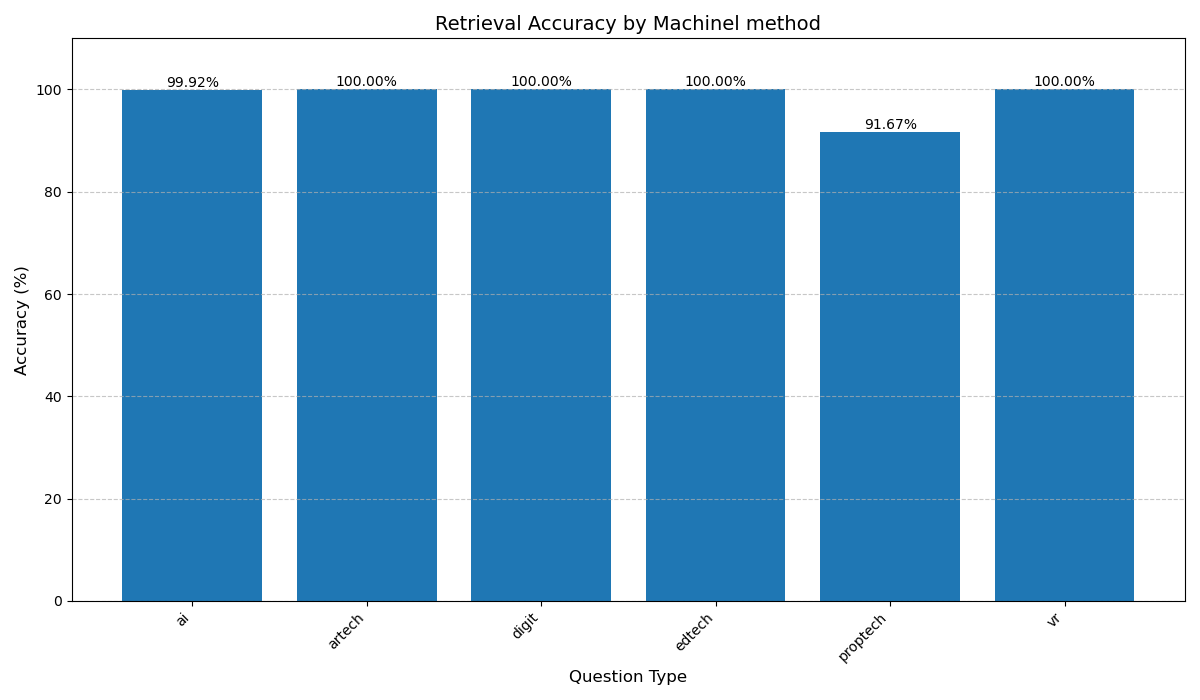 Retrieval Accuracy by Machinel method
99.92%
100.00%
100.00%
100.00%
91.67%
100.00%
100
80
60
40
20
0
Accuracy (%)
ai
artech
digit
edtech
proptech
vr
Question Type